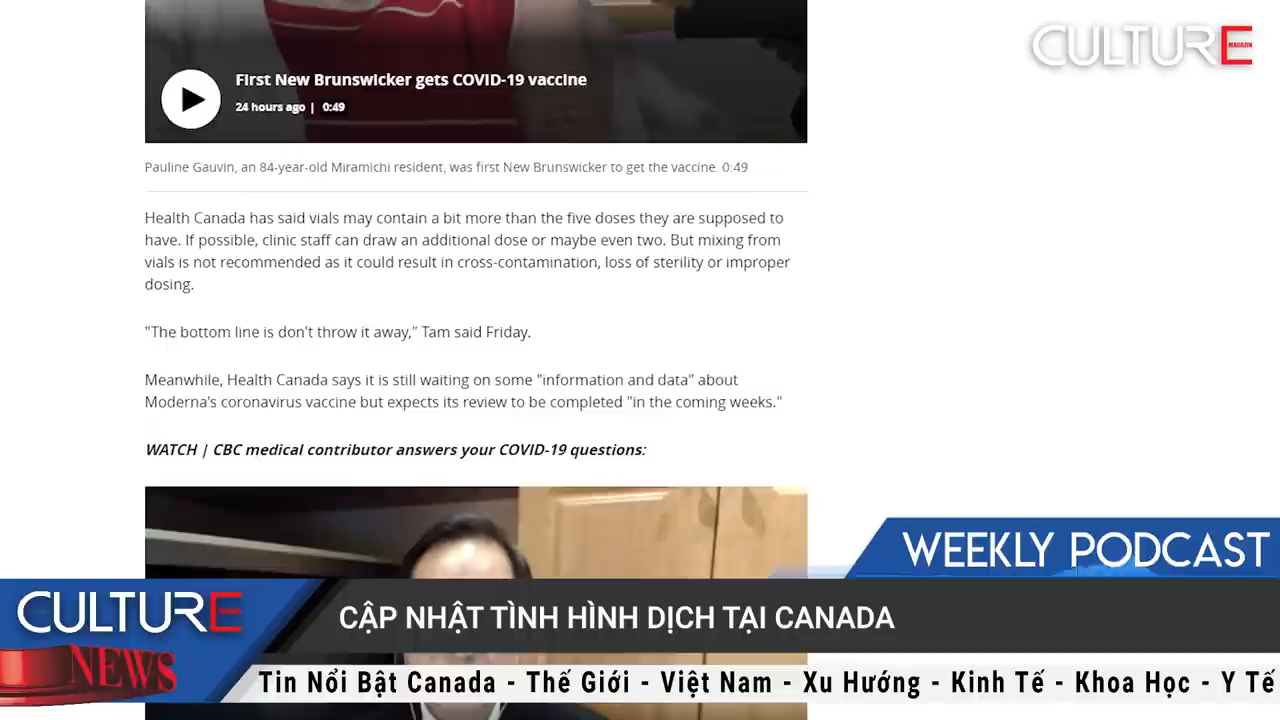 CULTURE
MAGAZIN
First New Brunswicker gets COVID-19 vaccine
24 hours ago | 0:49
Pauline Gauvin, an 84-year-old Miramichi resident, was first New Brunswicker to get the vaccine. 0:49
Health Canada has said vials may contain a bit more than the five doses they are supposed to
have. If possible, clinic staff can draw an additional dose or maybe even two. But mixing from
vials is not recommended as it could result in cross-contamination, loss of sterility or improper
dosing.
"The bottom line is don't throw it away," Tam said Friday.
Meanwhile, Health Canada says it is still waiting on some "information and data" about
Moderna's coronavirus vaccine but expects its review to be completed "in the coming weeks."
WATCH | CBC medical contributor answers your COVID-19 questions:
WEEKLY PODCAST
CULTURE
NEWS
CẬP NHẬT TÌNH HÌNH DỊCH TẠI CANADA
Tin Nổi Bật Canada - Thế Giới - Việt Nam - Xu Hướng - Kinh Tế - Khoa Học - Y Tế